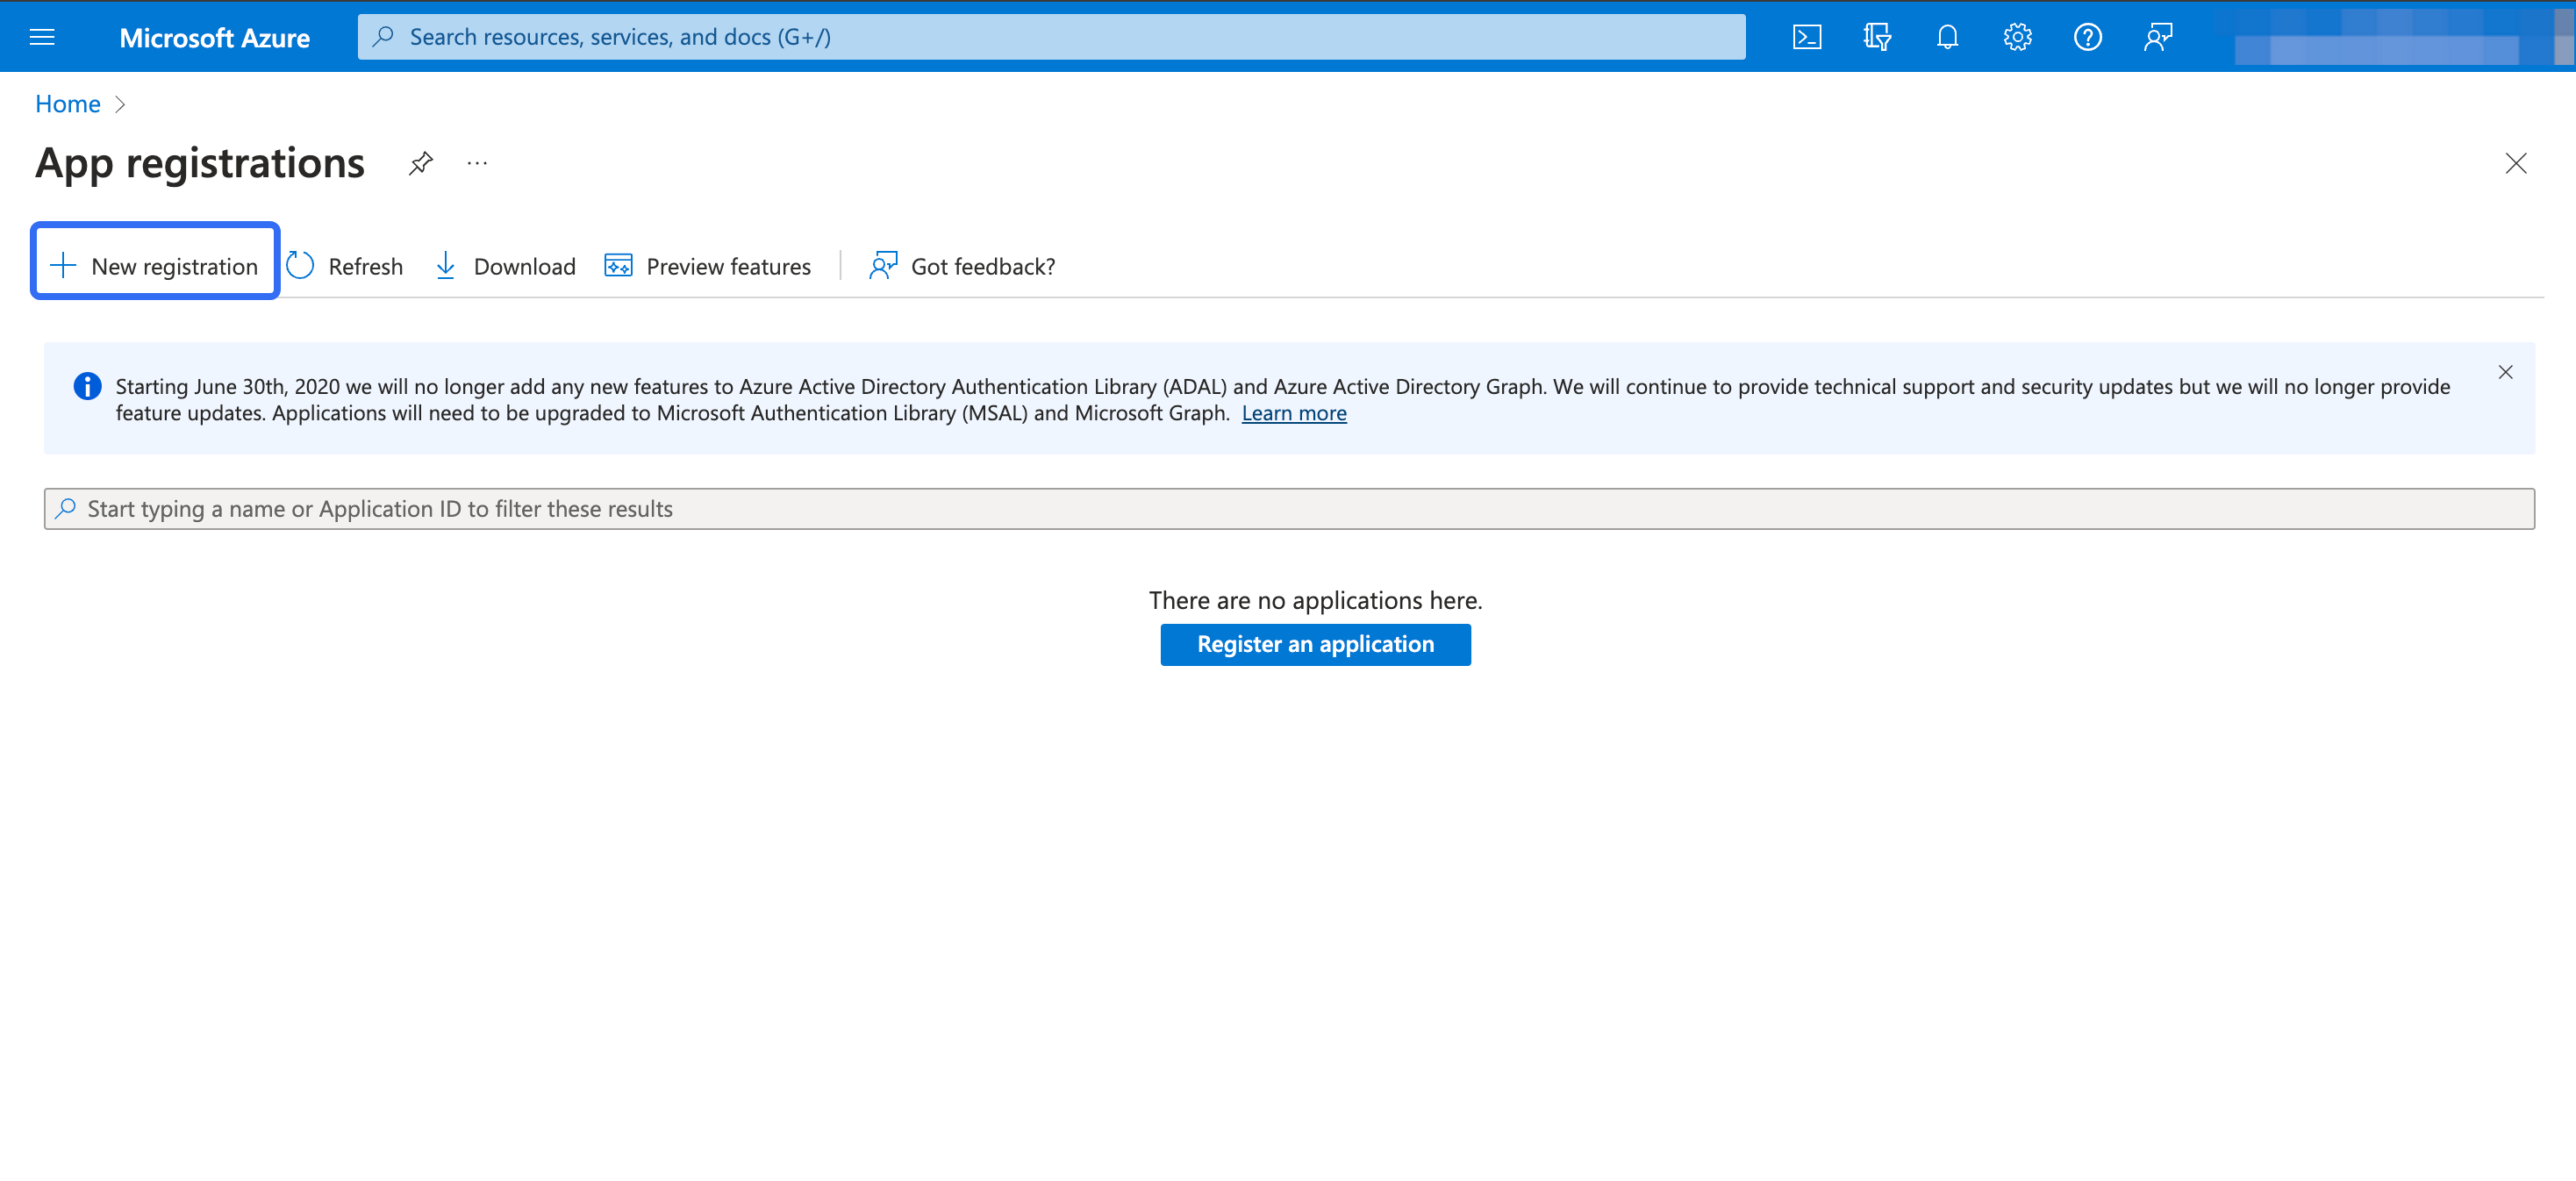 Microsoft Azure
Search resources, services, and docs (G+/)
Home
App registrations
New registration
Refresh
Download
Preview features
Got feedback?
Starting June 30th, 2020 we will no longer add any new features to Azure Active Directory Authentication Library (ADAL) and Azure Active Directory Graph. We will continue to provide technical support and security updates but we will no longer provide
feature updates. Applications will need to be upgraded to Microsoft Authentication Library (MSAL) and Microsoft Graph. Learn more
Start typing a name or Application ID to filter these results
There are no applications here.
Register an application